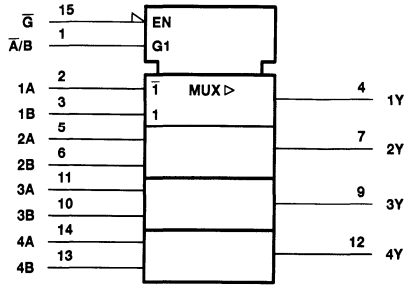 G̅ 15 EN
A̅/B 1 G1
1A 2 1̅ MUX ▷ 4 1Y
1B 3 1
2A 5 7 2Y
2B 6
3A 11 9 3Y
3B 10
4A 14 12 4Y
4B 13